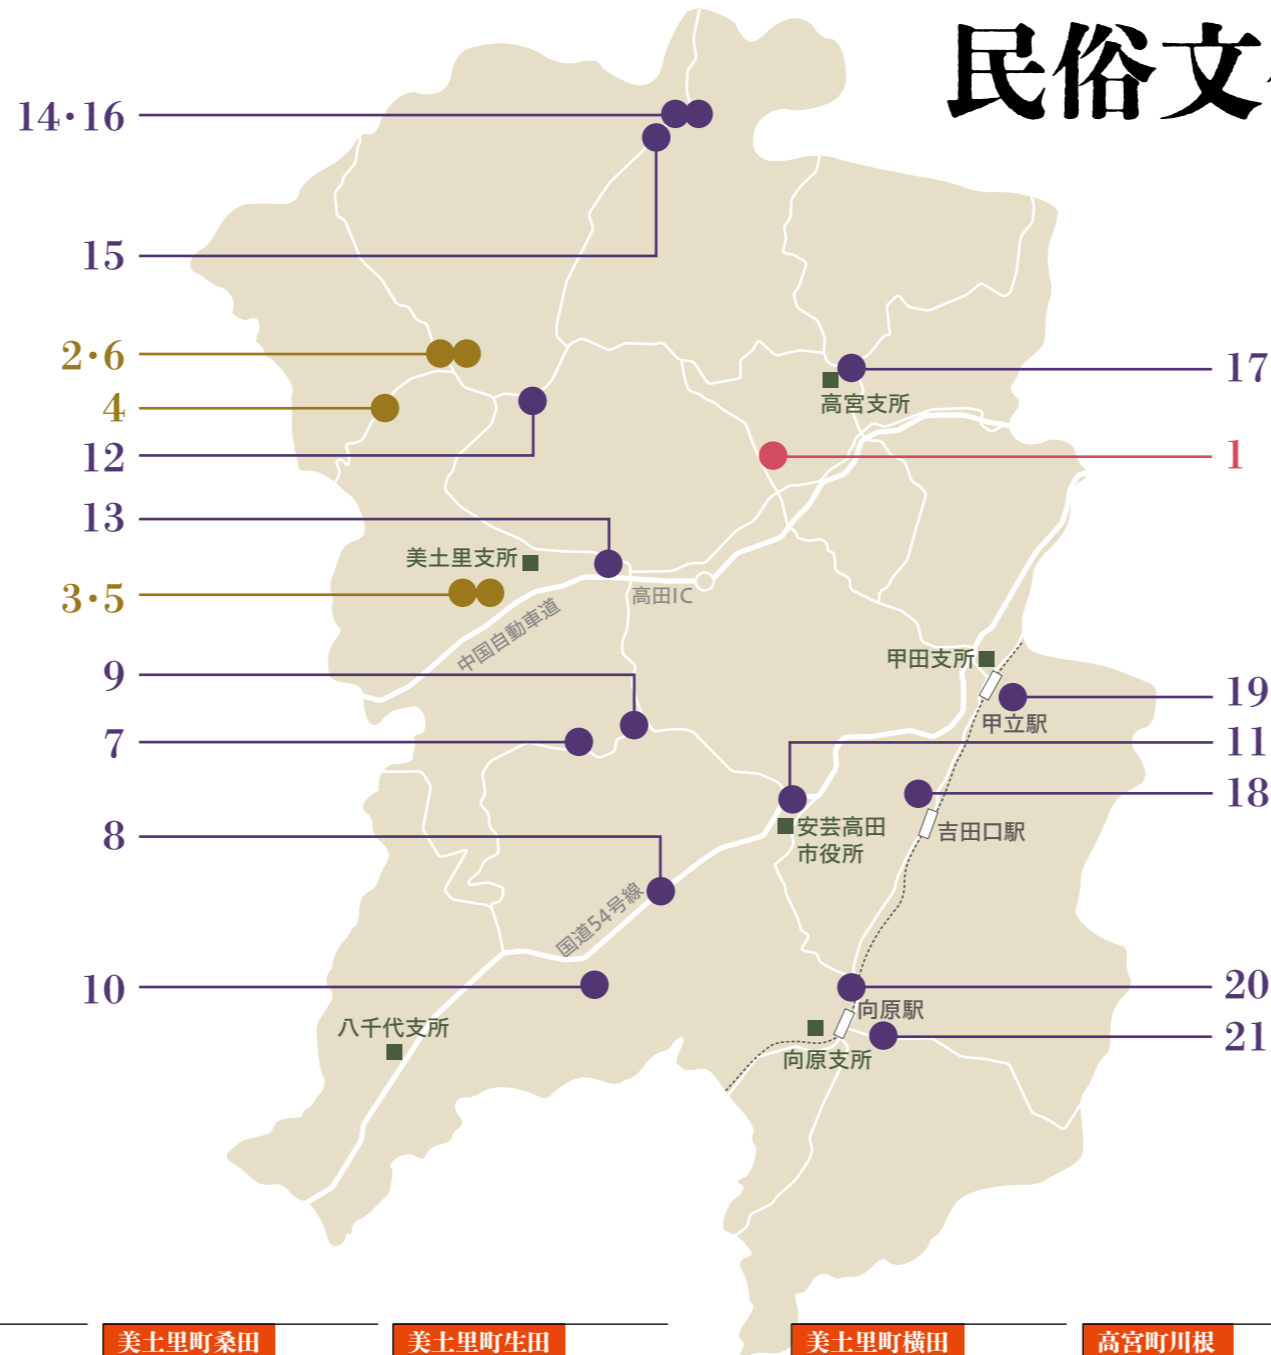 民俗文
14・16
15
2・6
4
12
13
3・5
9
7
8
10
17
1
19
11
18
20
21
高宮支所
美土里支所
高田IC
中国自動車道
甲田支所
甲立駅
安芸高田
市役所
吉田口駅
国道54号線
八千代支所
向原駅
向原支所
美土里町桑田
美土里町生田
美土里町横田
高宮町川根